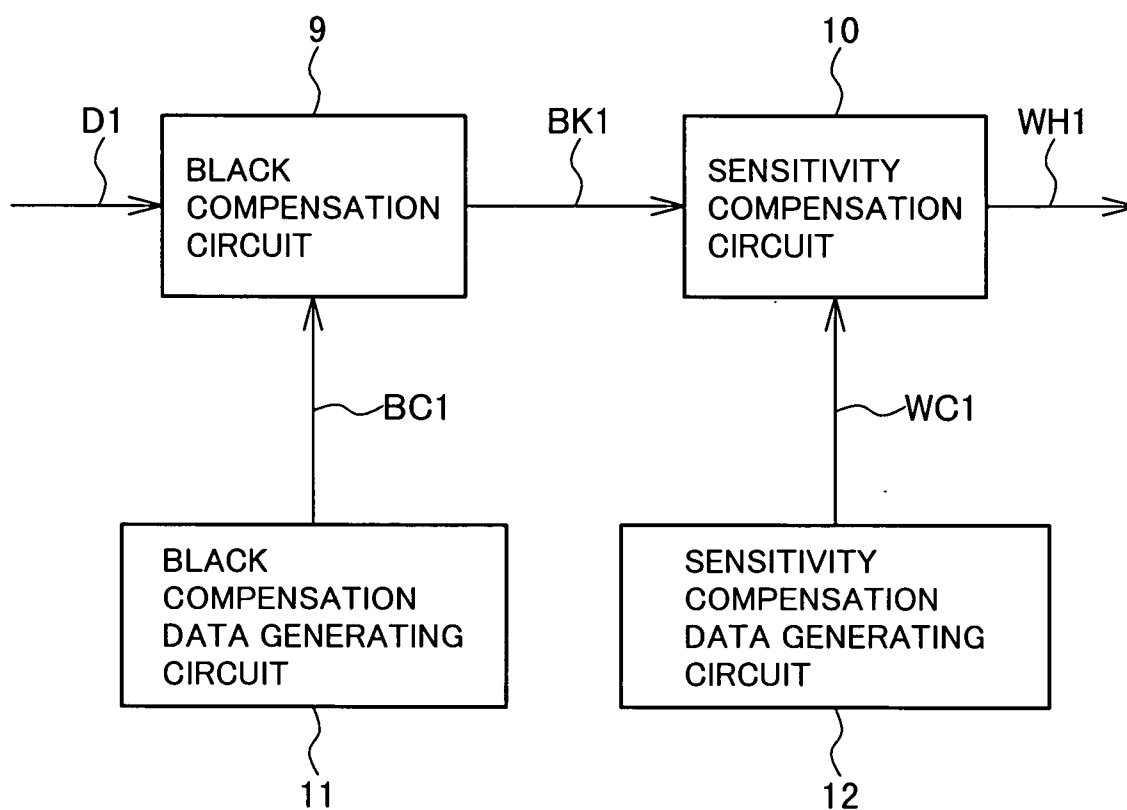 9
10
D1
BK1
WH1
BLACK
COMPENSATION
CIRCUIT
SENSITIVITY
COMPENSATION
CIRCUIT
BC1
WC1
BLACK
COMPENSATION
DATA GENERATING
CIRCUIT
SENSITIVITY
COMPENSATION
DATA GENERATING
CIRCUIT
11
12